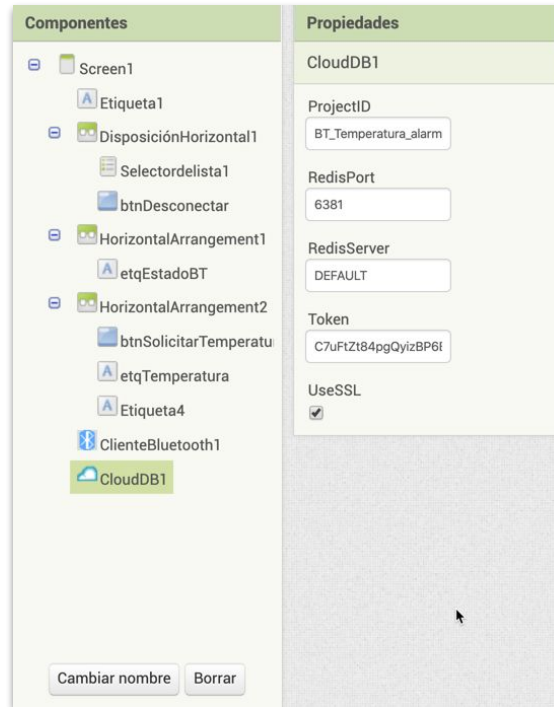 Componentes
Screen1
Etiqueta1
DisposiciónHorizontal1
Selectordelista1
btnDesconectar
HorizontalArrangement1
etqEstadoBT
HorizontalArrangement2
btnSolicitarTemperatu
etqTemperatura
Etiqueta4
ClienteBluetooth1
CloudDB1
Cambiar nombre Borrar
Propiedades
CloudDB1
ProjectID
BT_Temperatura_alarm
RedisPort
6381
RedisServer
DEFAULT
Token
C7uFtZt84pgQyizBP6E
UseSSL